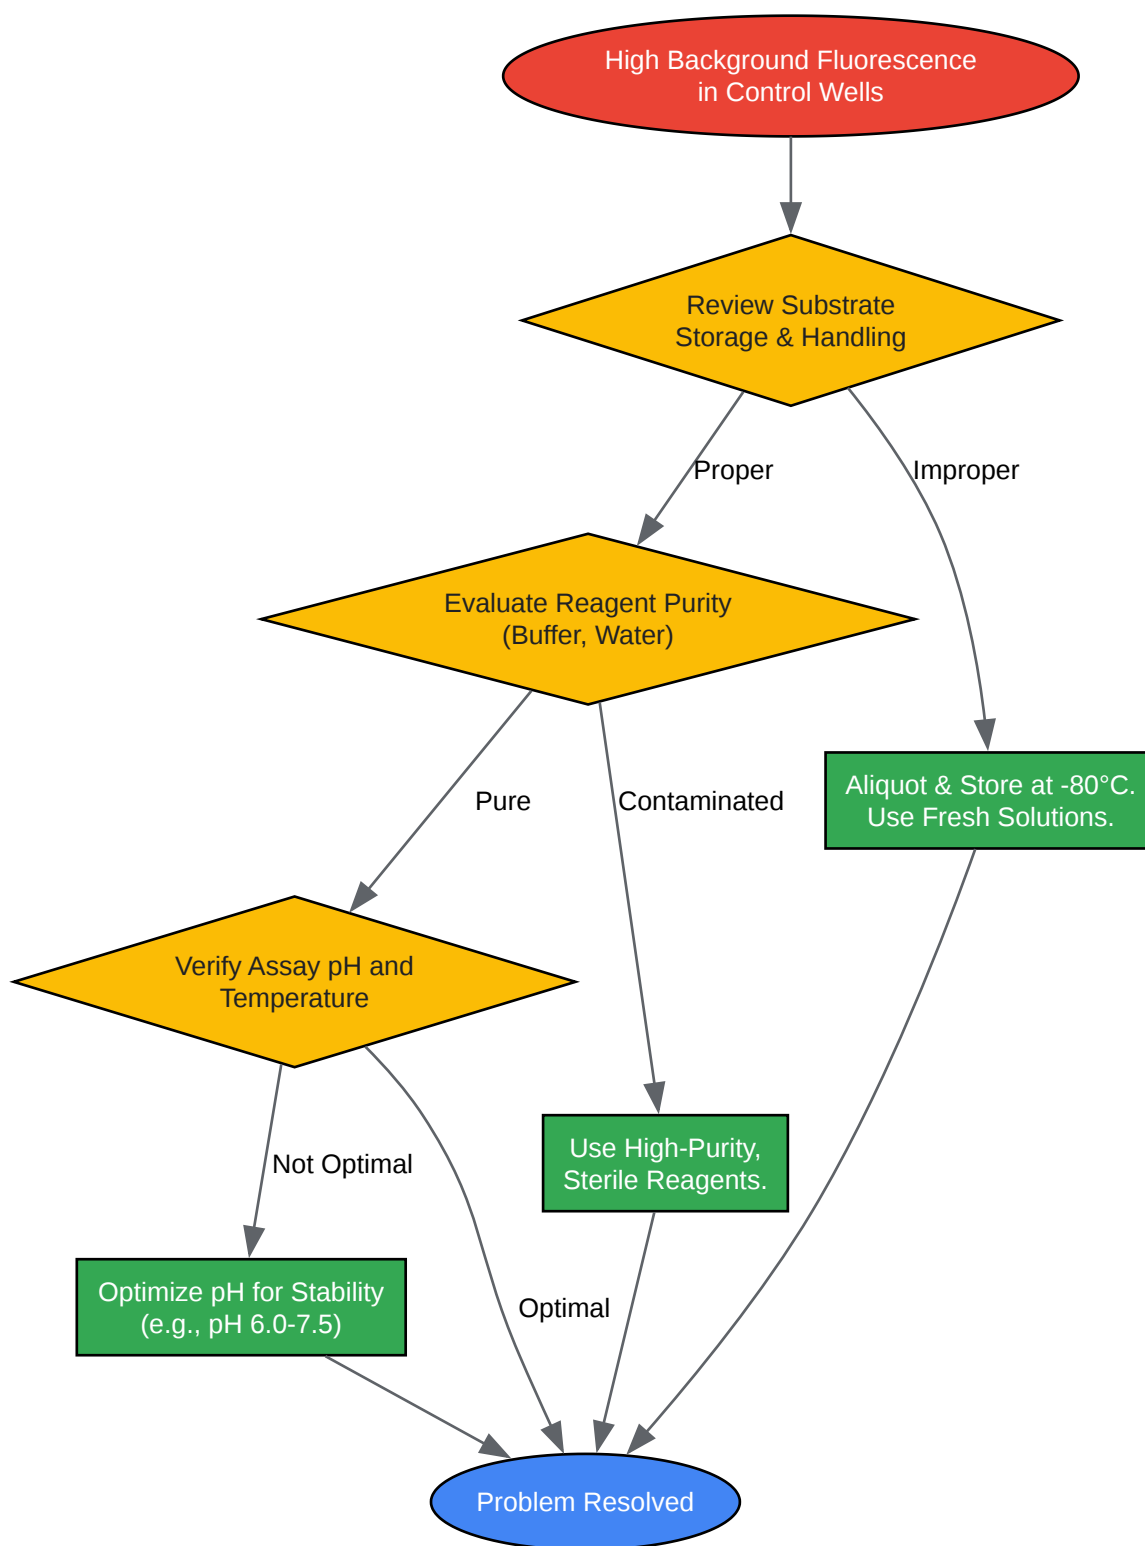 High Background Fluorescence
in Control Wells
Review Substrate
Storage & Handling
Proper
Improper
Evaluate Reagent Purity
(Buffer, Water)
Pure
Contaminated
Aliquot & Store at -80°C.
Use Fresh Solutions.
Verify Assay pH and
Temperature
Not Optimal
Use High-Purity,
Sterile Reagents.
Optimize pH for Stability
(e.g., pH 6.0-7.5)
Optimal
Problem Resolved